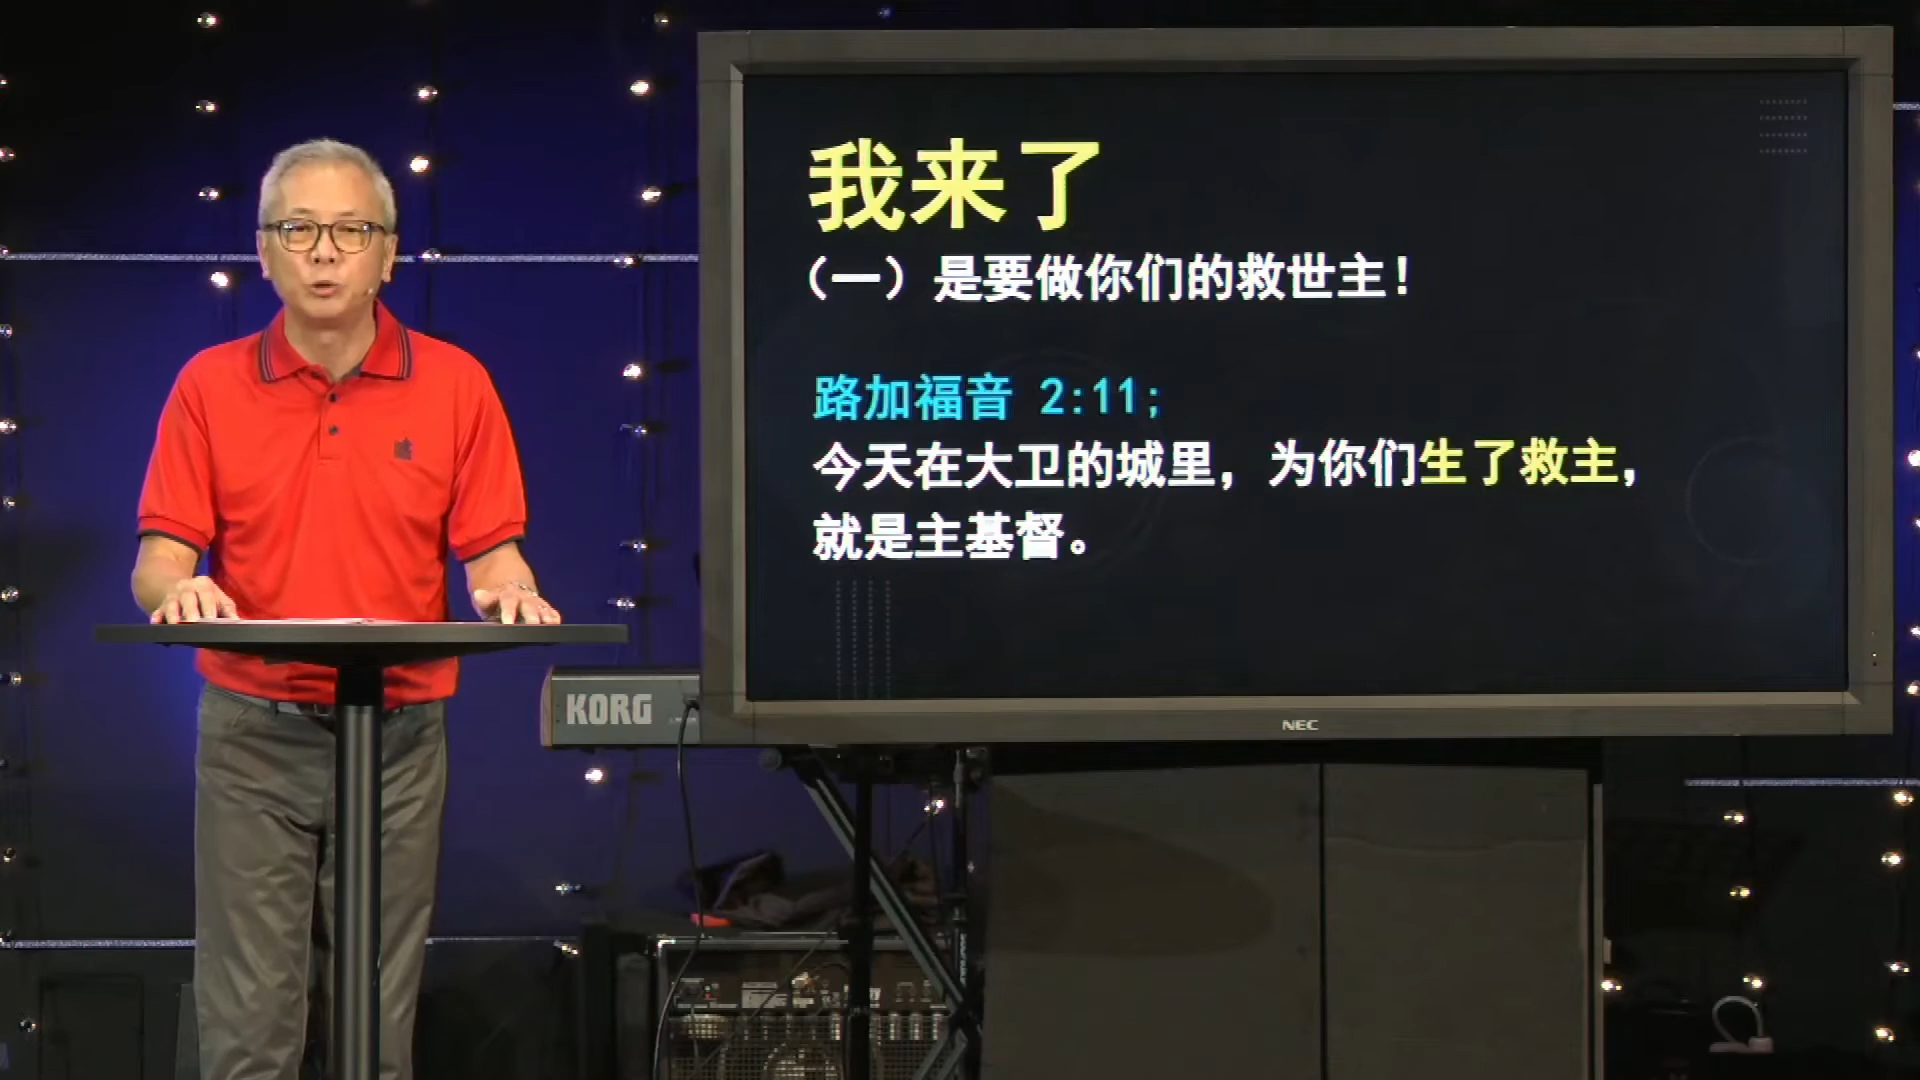 我来了
（一）是要做你们的救世主！
路加福音 2:11;
今天在大卫的城里，为你们生了救主，
就是主基督。
KORG
NEC